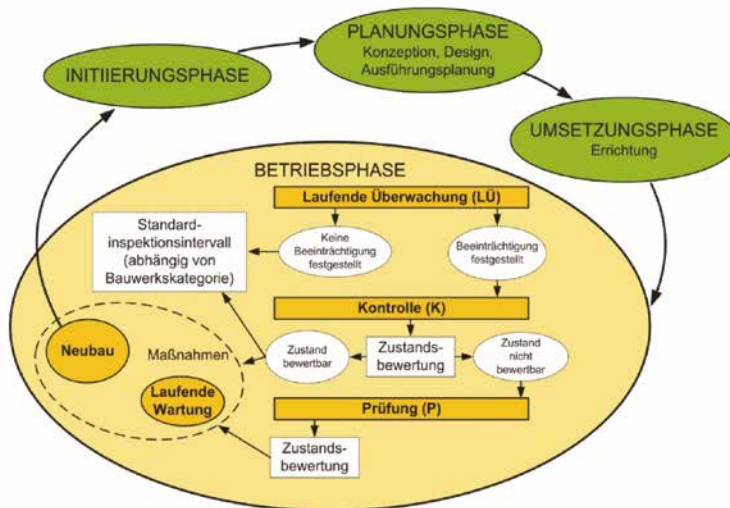 INITIIERUNGSPHASE
PLANUNGSPHASE
Konzeption, Design,
Ausführungsplanung
UMSETZUNGSPHASE
Errichtung
BETRIEBSPHASE
Laufende Überwachung (LÜ)
Standard-
inspektionsintervall
(abhängig von
Bauwerkskategorie)
Keine
Beeinträchtigung
festgestellt
Beeinträchtigung
festgestellt
Kontrolle (K)
Neubau
Maßnahmen
Zustand
bewertbar
Zustands-
bewertung
Zustand
nicht
bewertbar
Laufende
Wartung
Prüfung (P)
Zustands-
bewertung